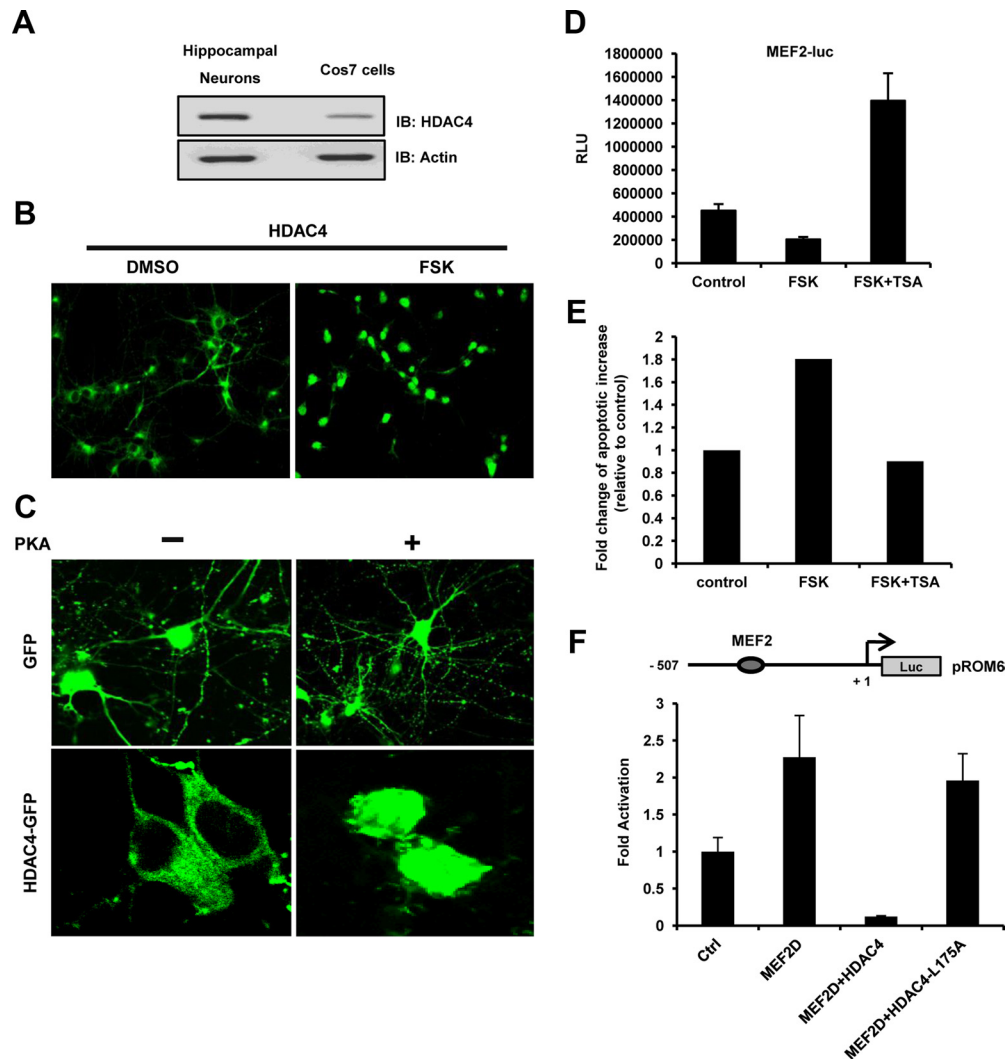 A
Hippocampal
Neurons
Cos7 cells
IB: HDAC4
IB: Actin
B
HDAC4
DMSO
FSK
C
PKA
−
+
GFP
HDAC4-GFP
D
MEF2-luc
RLU
1800000
1600000
1400000
1200000
1000000
800000
600000
400000
200000
0
Control
FSK
FSK+TSA
E
Fold change of apoptotic increase
(relative to control)
2
1.8
1.6
1.4
1.2
1
0.8
0.6
0.4
0.2
0
control
FSK
FSK+TSA
F
MEF2
- 507
+ 1
Luc
pROM6
Fold Activation
3
2.5
2
1.5
1
0.5
0
Ctrl
MEF2D
MEF2D+HDAC4
MEF2D+HDAC4-L175A